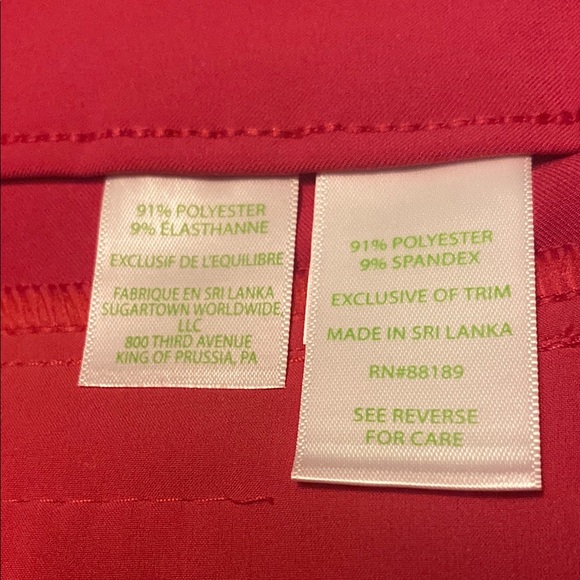 91% POLYESTER
9% ÉLASTHANNE
EXCLUSIF DE L'EQUILIBRE
FABRIQUE EN SRI LANKA
SUGARTOWN WORLDWIDE,
LLC
800 THIRD AVENUE
KING OF PRUSSIA, PA
91% POLYESTER
9% SPANDEX
EXCLUSIVE OF TRIM
MADE IN SRI LANKA
RN#88189
SEE REVERSE
FOR CARE